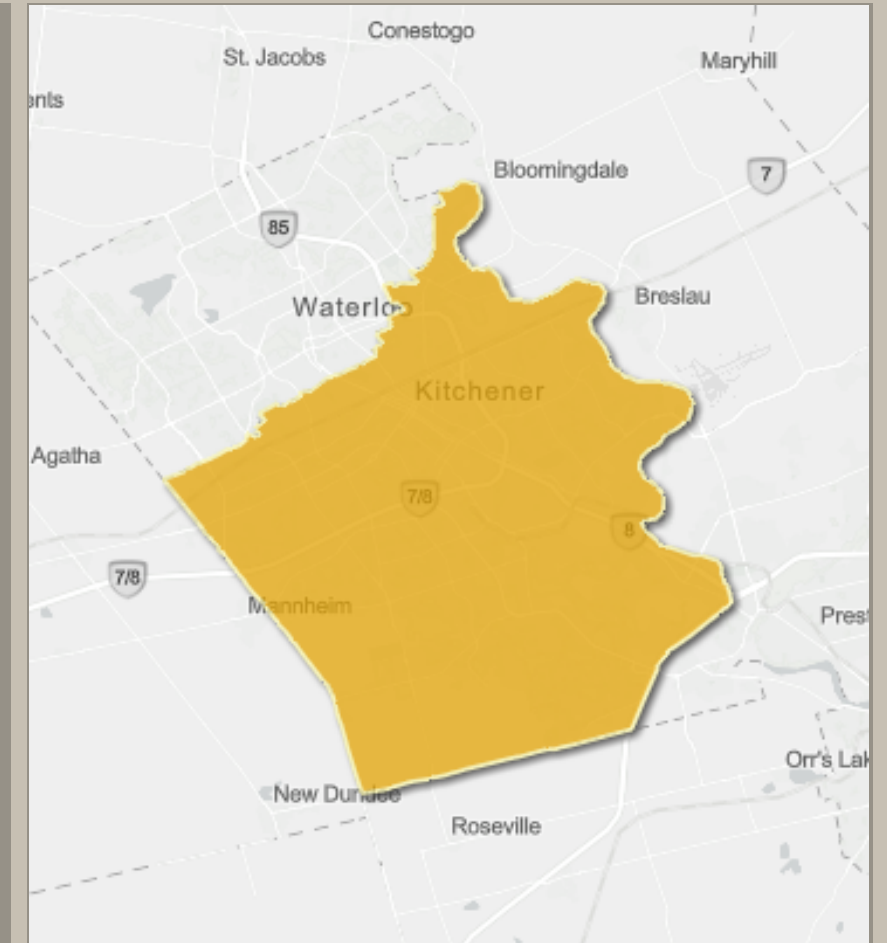 Conestogo
St. Jacobs
Maryhill
ents
Bloomingdale
7
85
Breslau
Waterloo
Kitchener
Agatha
7/8
8
7/8
Mannheim
Prest
Orr's Lak
New Dundee
Roseville